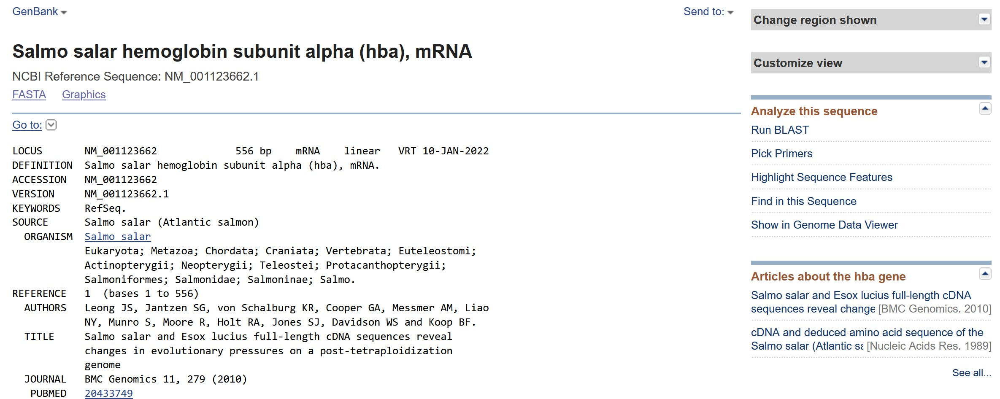 GenBank
Send to:
Salmo salar hemoglobin subunit alpha (hba), mRNA
NCBI Reference Sequence: NM_001123662.1
FASTA Graphics
Go to:
LOCUS NM_001123662 556 bp mRNA linear VRT 10-JAN-2022
DEFINITION Salmo salar hemoglobin subunit alpha (hba), mRNA.
ACCESSION NM_001123662
VERSION NM_001123662.1
KEYWORDS RefSeq.
SOURCE Salmo salar (Atlantic salmon)
ORGANISM Salmo salar
Eukaryota; Metazoa; Chordata; Craniata; Vertebrata; Euteleostomi;
Actinopterygii; Neopterygii; Teleostei; Protacanthopterygii;
Salmoniformes; Salmonidae; Salmoninae; Salmo.
REFERENCE 1 (bases 1 to 556)
AUTHORS Leong JS, Jantzen SG, von Schalburg KR, Cooper GA, Messmer AM, Liao
NY, Munro S, Moore R, Holt RA, Jones SJ, Davidson WS and Koop BF.
TITLE Salmo salar and Esox lucius full-length cDNA sequences reveal
changes in evolutionary pressures on a post-tetraploidization
genome
JOURNAL BMC Genomics 11, 279 (2010)
PUBMED 20433749
Change region shown
Customize view
Analyze this sequence
Run BLAST
Pick Primers
Highlight Sequence Features
Find in this Sequence
Show in Genome Data Viewer
Articles about the hba gene
Salmo salar and Esox lucius full-length cDNA
sequences reveal change [BMC Genomics. 2010]
cDNA and deduced amino acid sequence of the
Salmo salar (Atlantic sa [Nucleic Acids Res. 1989]
See all...